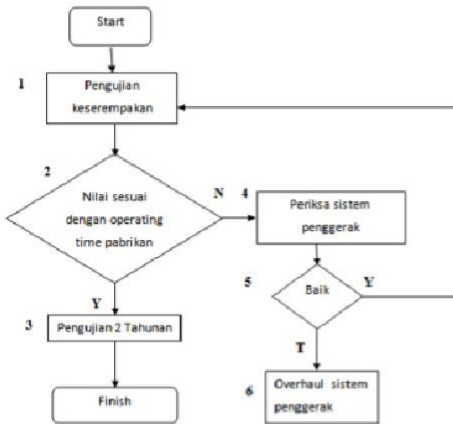 Start
1
Pengujian
keserempakan
2
Nilai sesuai
dengan operating
time pabrikan
N
4
Periksa sistem
penggerak
5
Baik
Y
Y
3
Pengujian 2 Tahunan
T
6
Overhaul sistem
penggerak
Finish